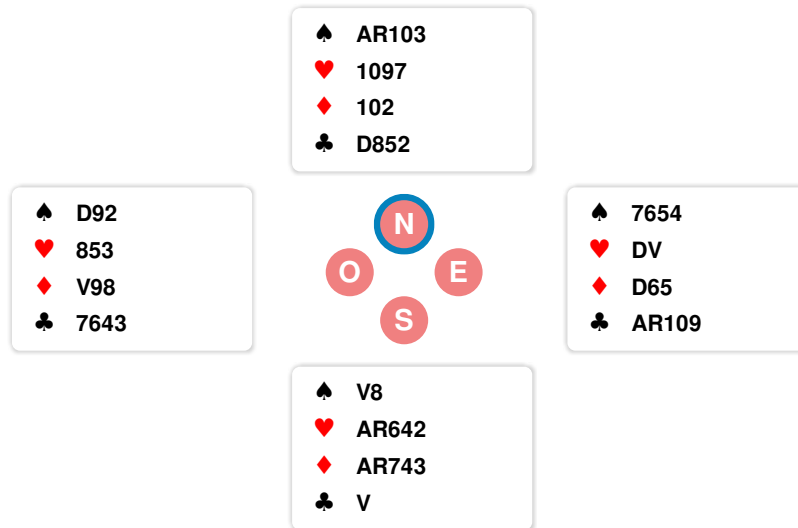 ♠ AR103
♥ 1097
♦ 102
♣ D852
♠ D92
♥ 853
♦ V98
♣ 7643
N
O E
S
♠ 7654
♥ DV
♦ D65
♣ AR109
♠ V8
♥ AR642
♦ AR743
♣ V